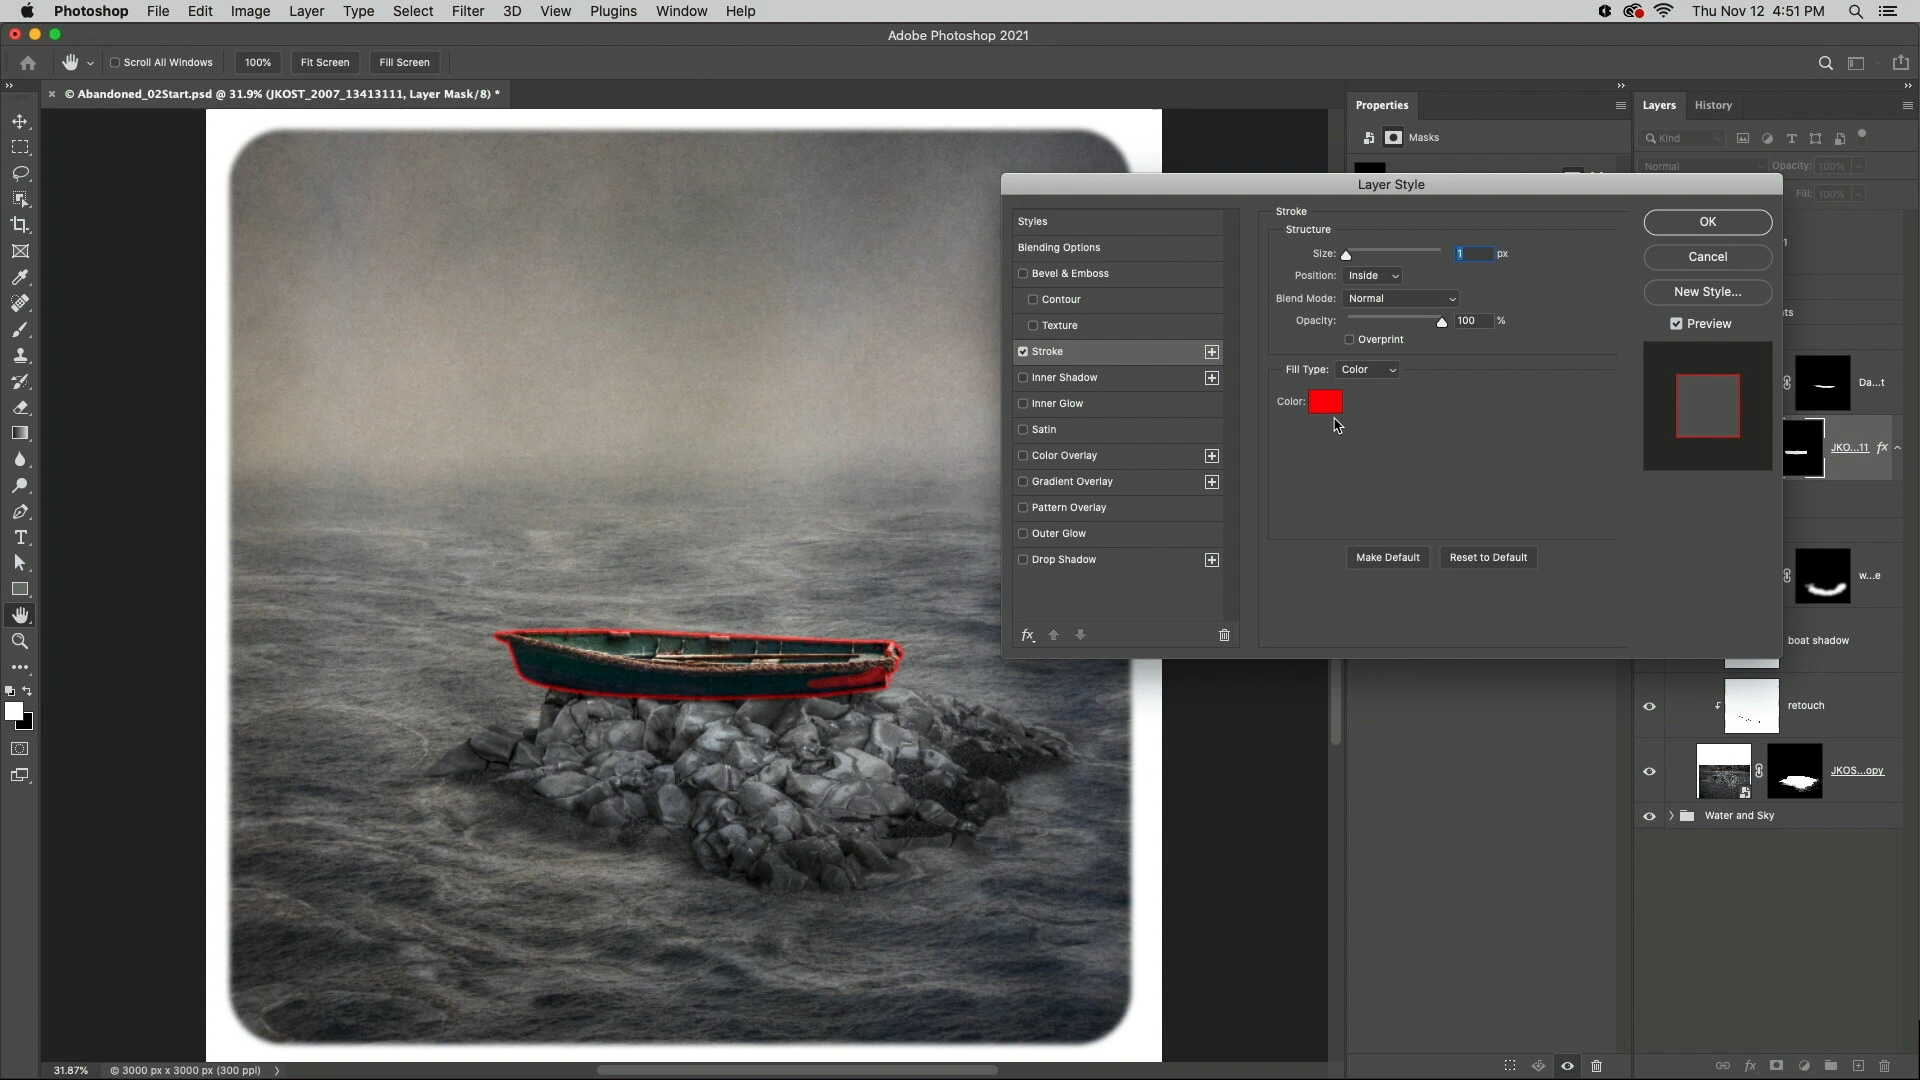 Photoshop File Edit Image Layer Type Select Filter 3D View Plugins Window Help Thu Nov 12 4:51 PM
Adobe Photoshop 2021
Scroll All Windows 100% Fit Screen Fill Screen
© Abandoned_02Start.psd @ 31.9% (JKOST_2007_13413111, Layer Mask/8) *
Properties
Layers History
Masks
Kind
Normal Opacity: 100%
Fill: 100%
Layer Style
Styles
Blending Options
Bevel & Emboss
Contour
Texture
Stroke
Inner Shadow
Inner Glow
Satin
Color Overlay
Gradient Overlay
Pattern Overlay
Outer Glow
Drop Shadow
fx
Stroke
Structure
Size: 1 px
Position: Inside
Blend Mode: Normal
Opacity: 100 %
Overprint
Fill Type: Color
Color:
Make Default Reset to Default
OK
Cancel
New Style...
Preview
1
ts
Da...t
JKO...11 fx
w...e
boat shadow
retouch
JKOS...opy
Water and Sky
31.87% © 3000 px x 3000 px (300 ppi)
fx